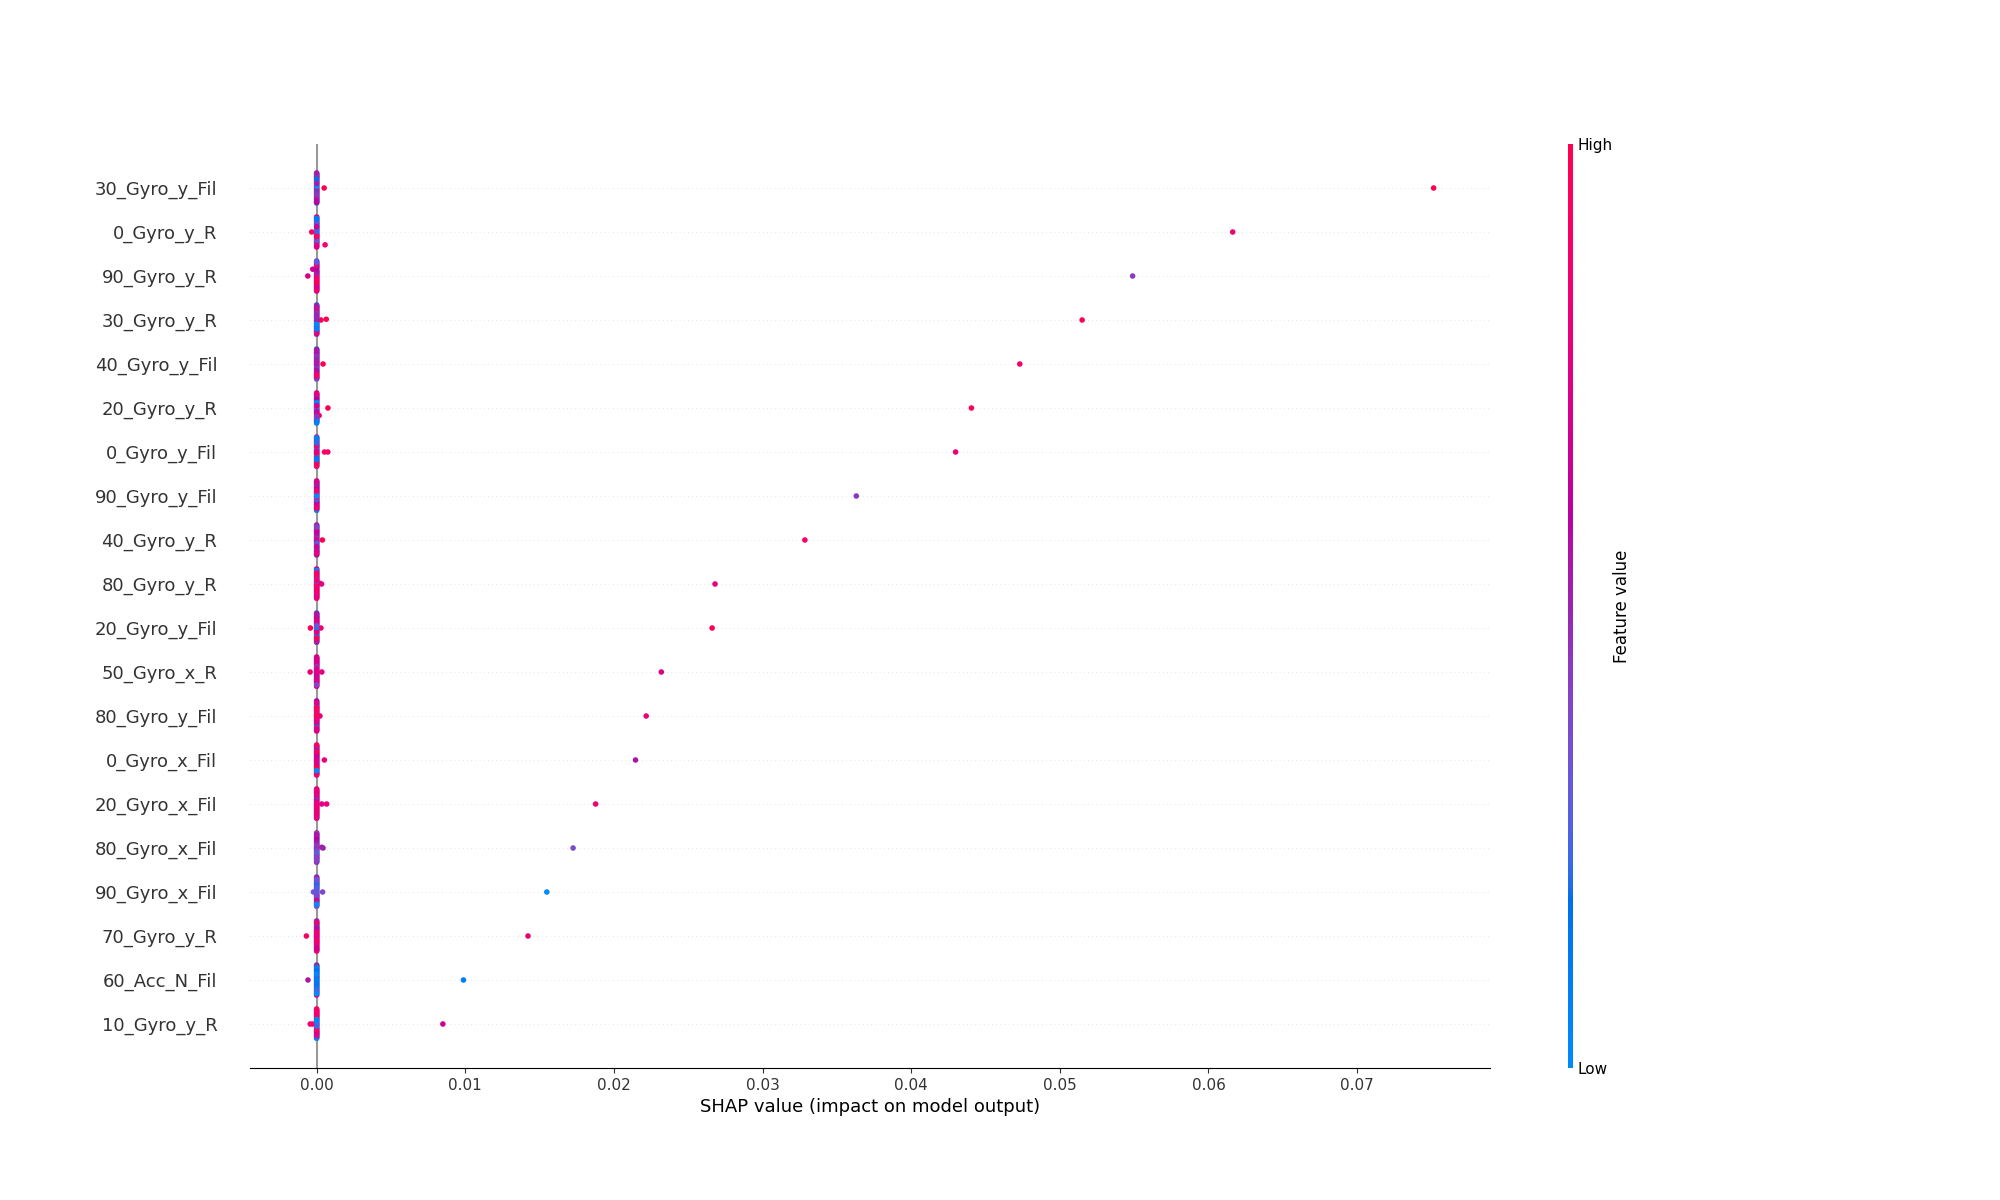 High
30_Gyro_y_Fil
0_Gyro_y_R
90_Gyro_y_R
30_Gyro_y_R
40_Gyro_y_Fil
20_Gyro_y_R
0_Gyro_y_Fil
90_Gyro_y_Fil
40_Gyro_y_R
80_Gyro_y_R
20_Gyro_y_Fil
50_Gyro_x_R
80_Gyro_y_Fil
0_Gyro_x_Fil
20_Gyro_x_Fil
80_Gyro_x_Fil
90_Gyro_x_Fil
70_Gyro_y_R
60_Acc_N_Fil
10_Gyro_y_R
Feature value
Low
0.00 0.01 0.02 0.03 0.04 0.05 0.06 0.07
SHAP value (impact on model output)